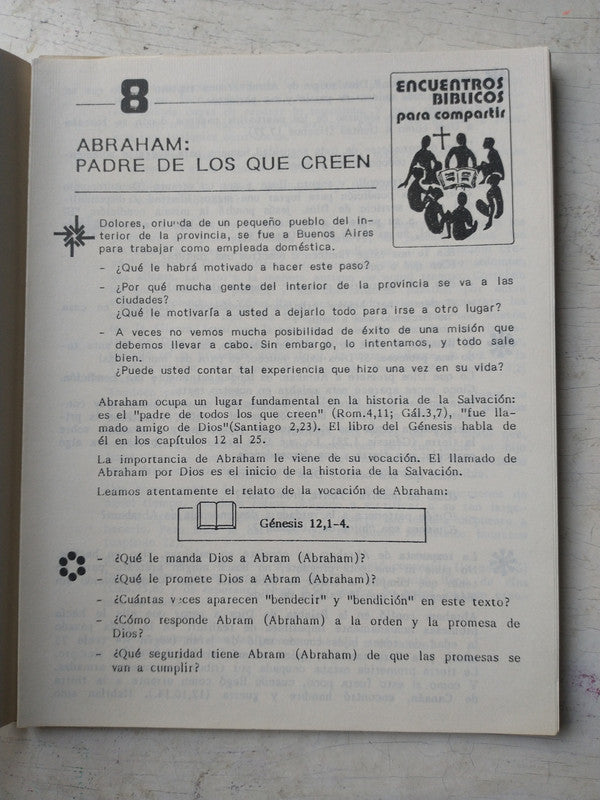 8
ENCUENTROS
BIBLICOS
para compartir
ABRAHAM:
PADRE DE LOS QUE CREEN
Dolores, oriunda de un pequeño pueblo del in-
terior de la provincia, se fue a Buenos Aires
para trabajar como empleada doméstica.
- ¿Qué le habrá motivado a hacer este paso?
- ¿Por qué mucha gente del interior de la provincia se va a las
ciudades?
¿Qué le motivaría a usted a dejarlo todo para irse a otro lugar?
- A veces no vemos mucha posibilidad de éxito de una misión que
debemos llevar a cabo. Sin embargo, lo intentamos, y todo sale
bien.
¿Puede usted contar tal experiencia que hizo una vez en su vida?
Abraham ocupa un lugar fundamental en la historia de la Salvación:
es el "padre de todos los que creen" (Rom.4,11; Gál.3,7), "fue lla-
mado amigo de Dios"(Santiago 2,23). El libro del Génesis habla de
él en los capítulos 12 al 25.
La importancia de Abraham le viene de su vocación. El llamado de
Abraham por Dios es el inicio de la historia de la Salvación.
Leamos atentamente el relato de la vocación de Abraham:
Génesis 12,1-4.
- ¿Qué le manda Dios a Abram (Abraham)?
- ¿Qué le promete Dios a Abram (Abraham)?
- ¿Cuántas veces aparecen "bendecir" y "bendición" en este texto?
- ¿Cómo responde Abram (Abraham) a la orden y la promesa de
Dios?
- ¿Qué seguridad tiene Abram (Abraham) de que las promesas se
van a cumplir?